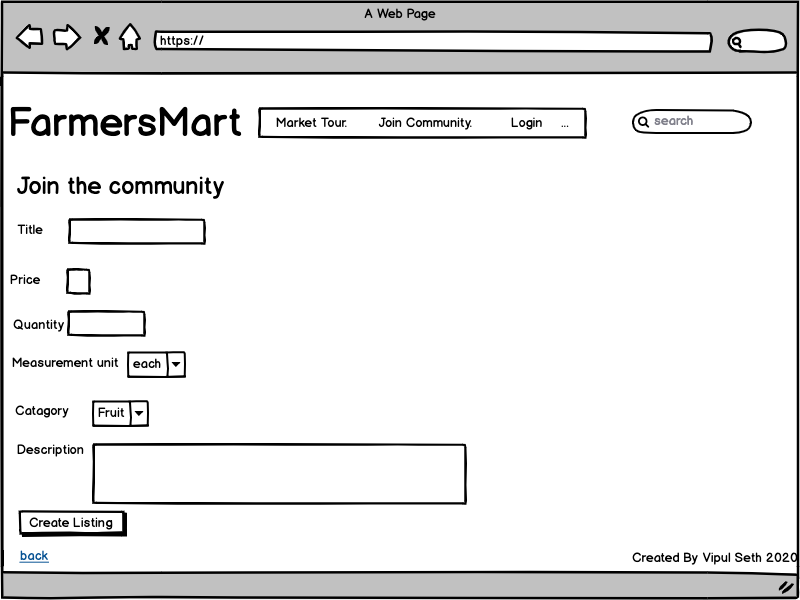 A Web Page
https://
FarmersMart
Market Tour. Join Community. Login ...
search
Join the community
Title
Price
Quantity
Measurement unit each
Catagory Fruit
Description
Create Listing
back
Created By Vipul Seth 2020